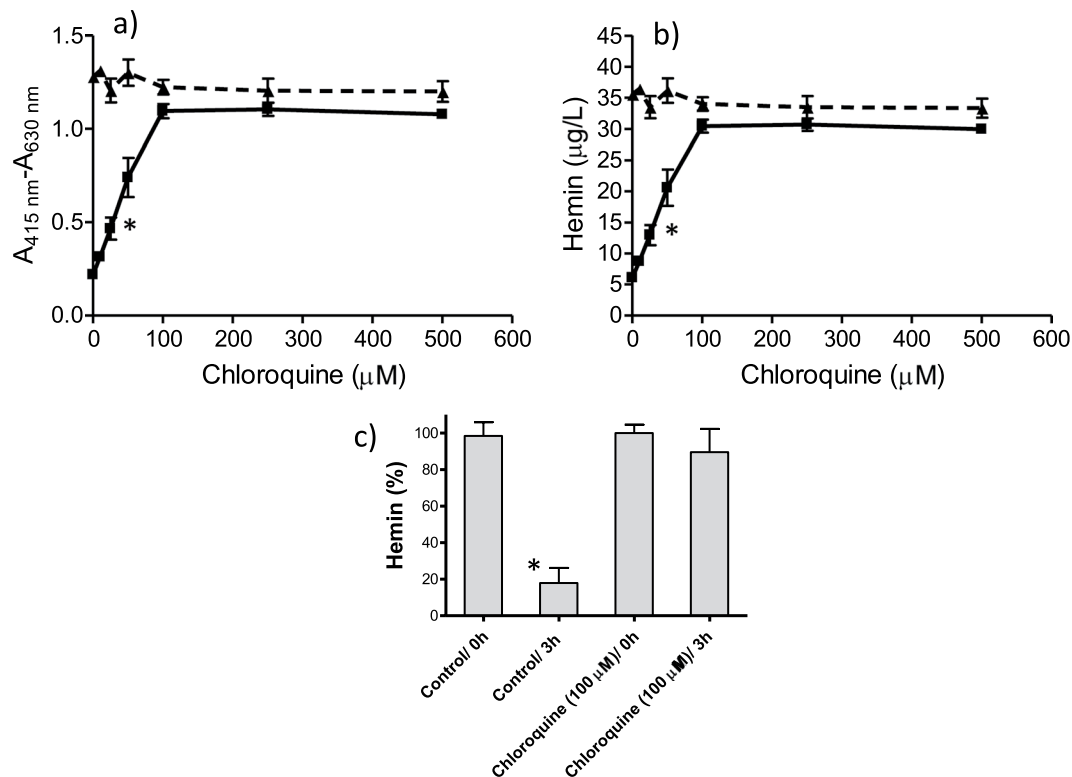 a)
1.5
1.0
0.5
0.0
A415 nm-A630 nm
0 100 200 300 400 500 600
Chloroquine (μM)
*
b)
45
40
35
30
25
20
15
10
5
0
Hemin (μg/L)
0 100 200 300 400 500 600
Chloroquine (μM)
*
c)
100
80
60
40
20
0
Hemin (%)
*
Control/ 0h
Control/ 3h
Chloroquine (100 μM)/ 0h
Chloroquine (100 μM)/ 3h